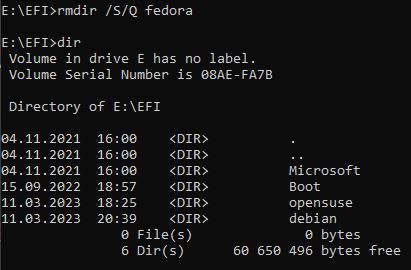 E:\EFI>rmdir /S/Q fedora
E:\EFI>dir
Volume in drive E has no label.
Volume Serial Number is 08AE-FA7B
Directory of E:\EFI
04.11.2021  16:00    <DIR>          .
04.11.2021  16:00    <DIR>          ..
04.11.2021  16:00    <DIR>          Microsoft
15.09.2022  18:57    <DIR>          Boot
11.03.2023  18:25    <DIR>          opensuse
11.03.2023  20:39    <DIR>          debian
0 File(s)              0 bytes
6 Dir(s)      60 650 496 bytes free